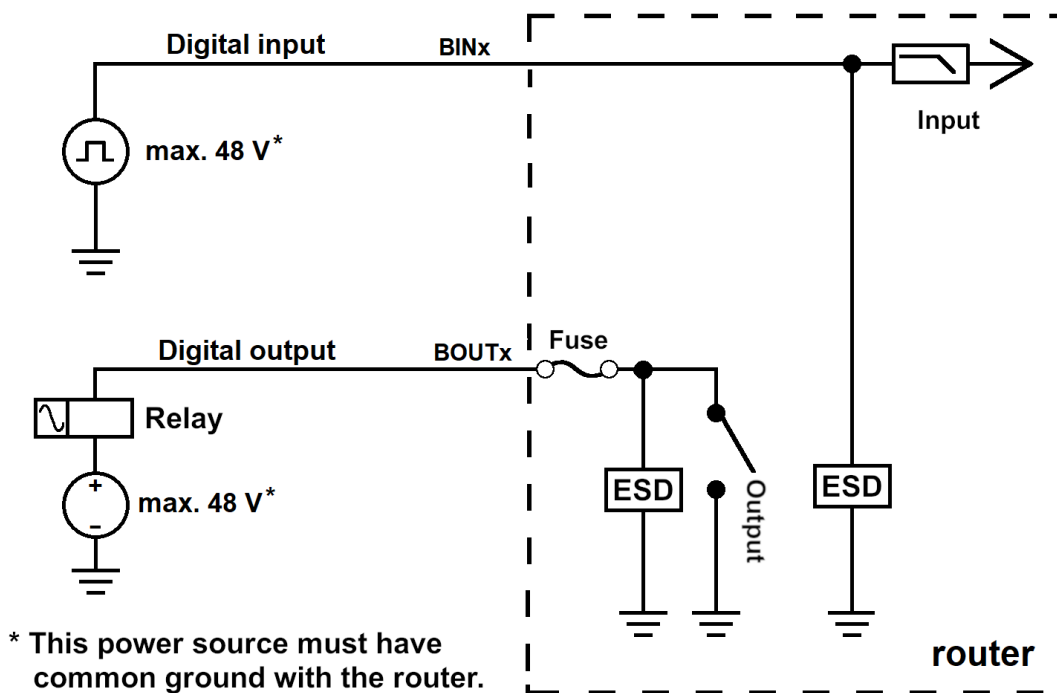 Digital input
BINx
max. 48 V*
Input
Digital output
BOUTx
Fuse
Relay
+
max. 48 V*
−
ESD
Output
ESD
* This power source must have
common ground with the router.
router